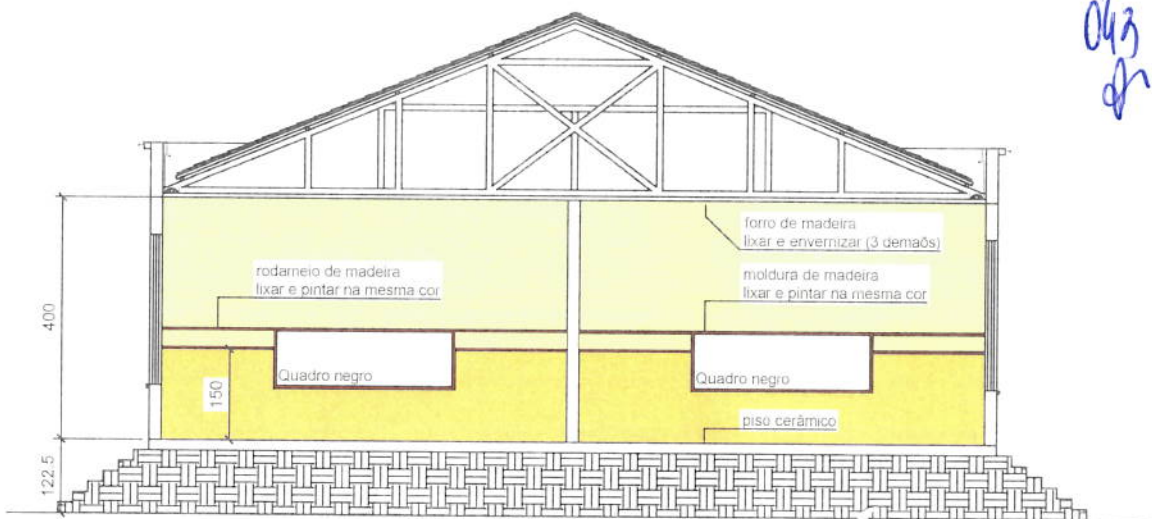 043
forro de madeira
lixar e envernizar (3 demaõs)
rodameio de madeira
lixar e pintar na mesma cor
moldura de madeira
lixar e pintar na mesma cor
400
150
Quadro negro
Quadro negro
piso cerâmico
122.5